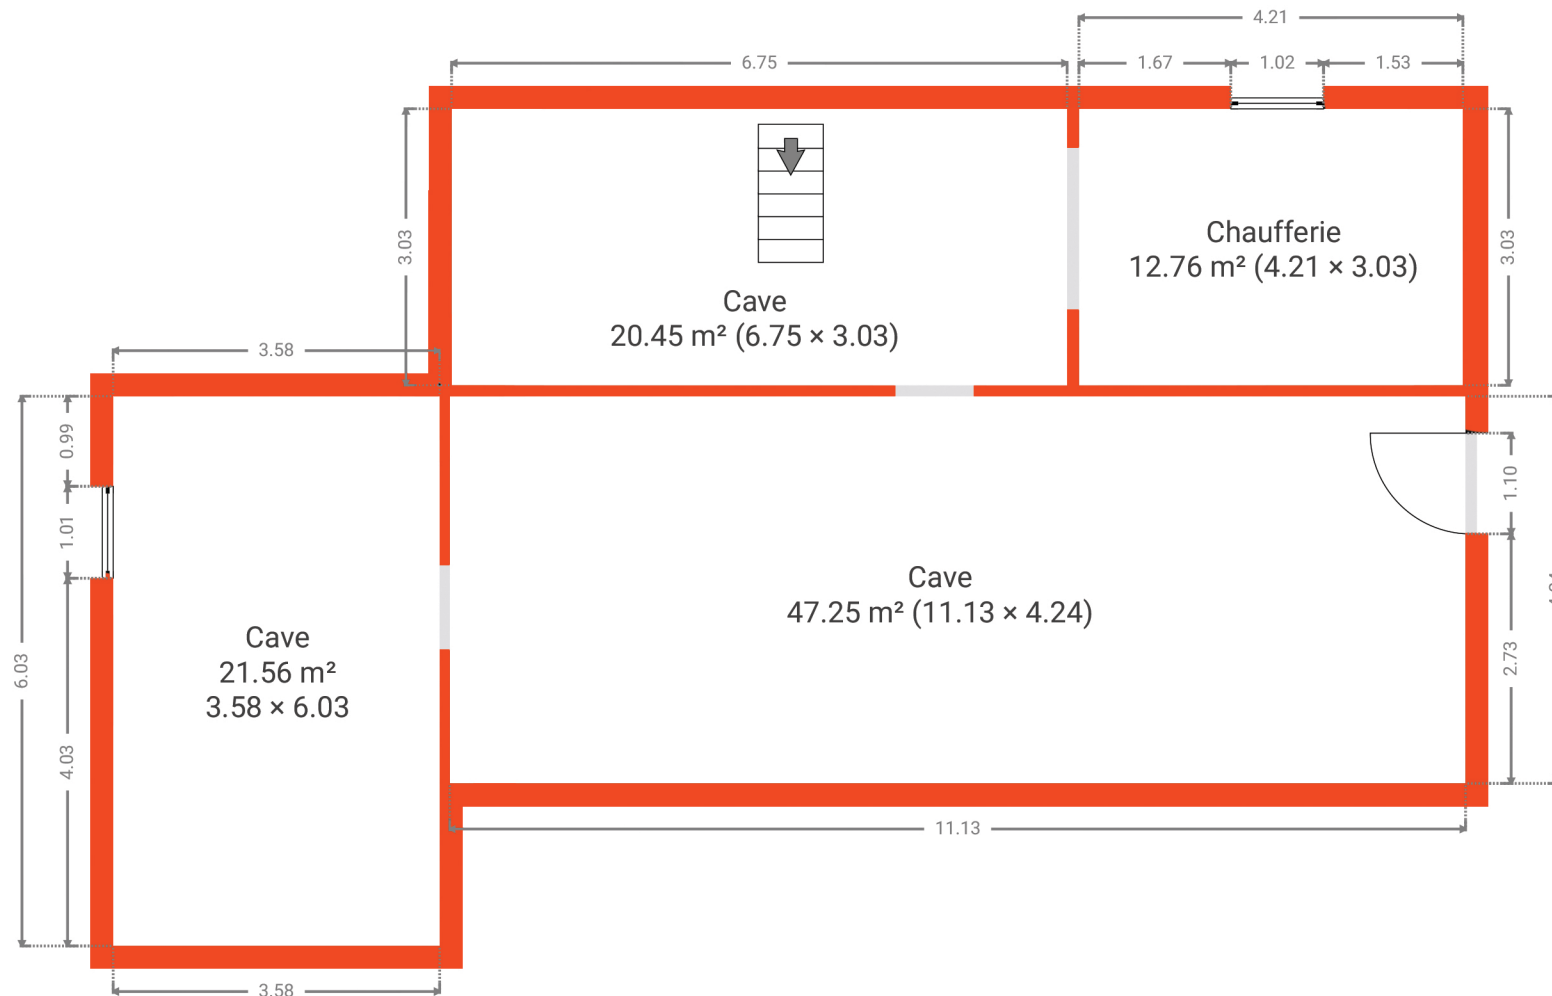 4.21
6.75
1.67
1.02
1.53
3.03
3.03
Chaufferie
12.76 m² (4.21 × 3.03)
Cave
20.45 m² (6.75 × 3.03)
3.58
0.99
1.01
1.10
Cave
47.25 m² (11.13 × 4.24)
Cave
21.56 m²
3.58 × 6.03
6.03
2.73
4.03
11.13
3.58